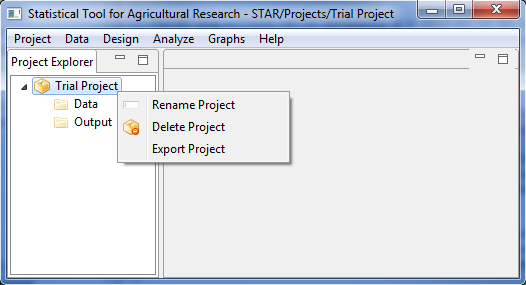 Statistical Tool for Agricultural Research - STAR/Projects/Trial Project
Project Data Design Analyze Graphs Help
Project Explorer
Trial Project
Data
Output
Rename Project
Delete Project
Export Project